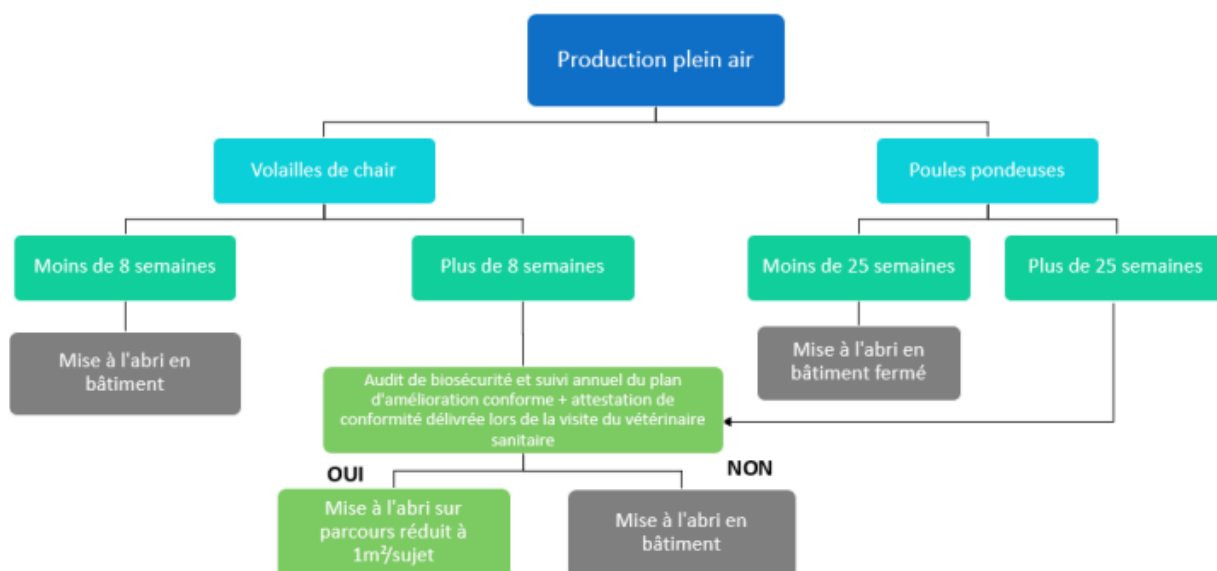 Production plein air
Volailles de chair
Poules pondeuses
Moins de 8 semaines
Plus de 8 semaines
Moins de 25 semaines
Plus de 25 semaines
Mise à l'abri en
bâtiment
Mise à l'abri en
bâtiment fermé
Audit de biosécurité et suivi annuel du plan
d'amélioration conforme + attestation de
conformité délivrée lors de la visite du vétérinaire
sanitaire
OUI
NON
Mise à l'abri sur
parcours réduit à
1m²/sujet
Mise à l'abri en
bâtiment